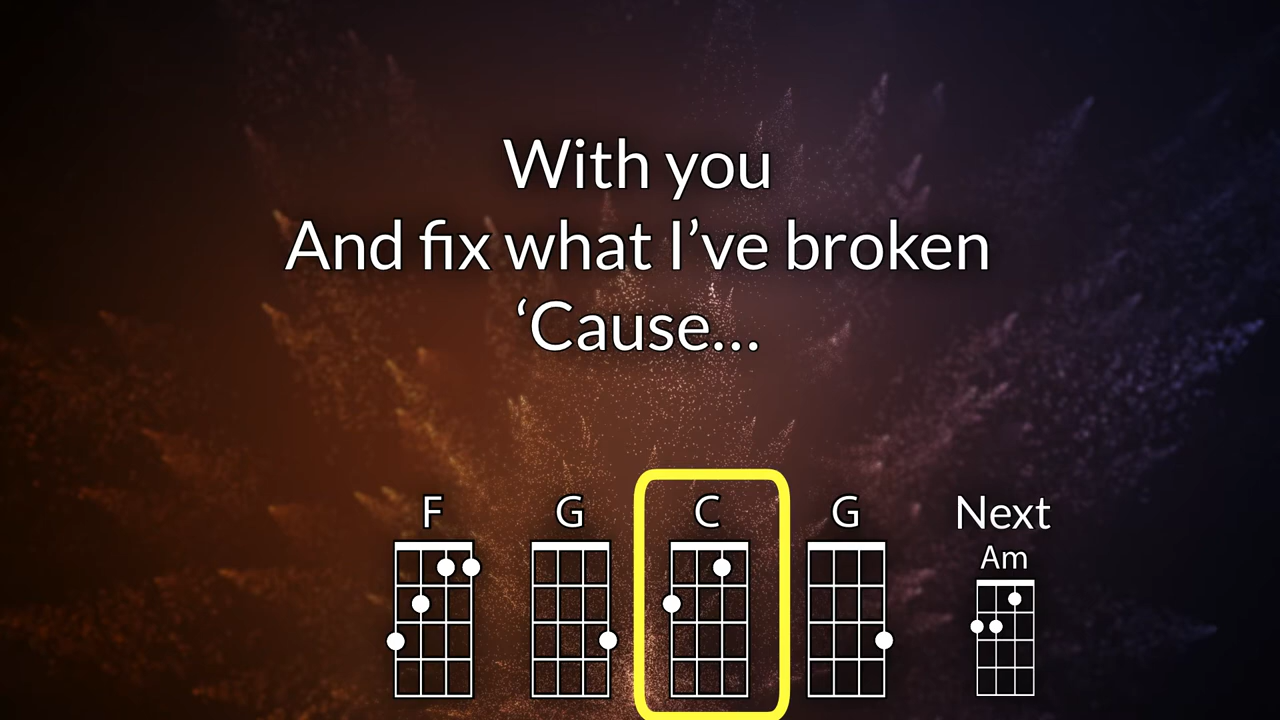 With you
And fix what I’ve broken
‘Cause...
F G C G Next
Am